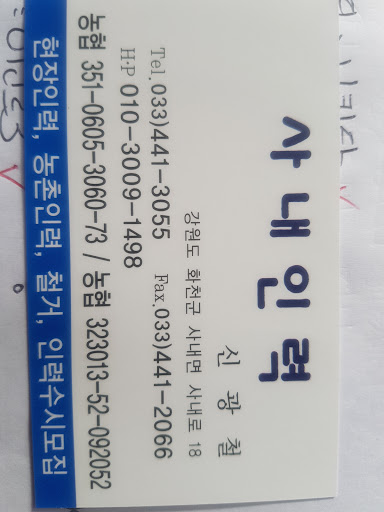 사내인력
신 광 철
강원도 화천군 사내면 사내로 18
Tel.033)441-3055 Fax.033)441-2066
H·P 010-3009-1498
농협 351-0605-3060-73 / 농협 323013-52-092052
현장인력, 농촌인력, 철거, 인력수시모집